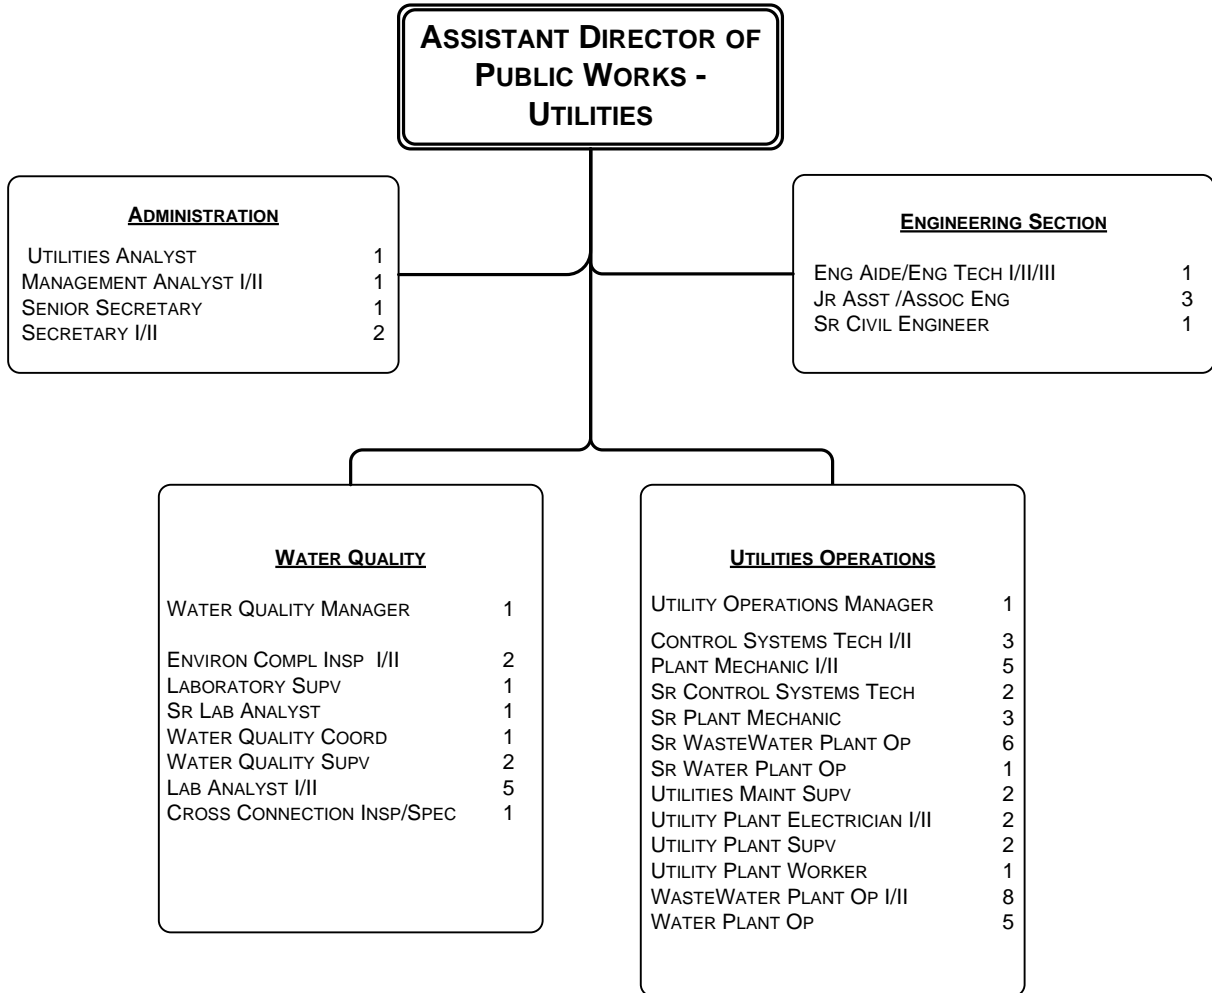 ASSISTANT DIRECTOR OF
PUBLIC WORKS -
UTILITIES
ADMINISTRATION
UTILITIES ANALYST 1
MANAGEMENT ANALYST I/II 1
SENIOR SECRETARY 1
SECRETARY I/II 2
ENGINEERING SECTION
ENG AIDE/ENG TECH I/II/III 1
JR ASST /ASSOC ENG 3
SR CIVIL ENGINEER 1
WATER QUALITY
WATER QUALITY MANAGER 1
ENVIRON COMPL INSP I/II 2
LABORATORY SUPV 1
SR LAB ANALYST 1
WATER QUALITY COORD 1
WATER QUALITY SUPV 2
LAB ANALYST I/II 5
CROSS CONNECTION INSP/SPEC 1
UTILITIES OPERATIONS
UTILITY OPERATIONS MANAGER 1
CONTROL SYSTEMS TECH I/II 3
PLANT MECHANIC I/II 5
SR CONTROL SYSTEMS TECH 2
SR PLANT MECHANIC 3
SR WASTEWATER PLANT OP 6
SR WATER PLANT OP 1
UTILITIES MAINT SUPV 2
UTILITY PLANT ELECTRICIAN I/II 2
UTILITY PLANT SUPV 2
UTILITY PLANT WORKER 1
WASTEWATER PLANT OP I/II 8
WATER PLANT OP 5